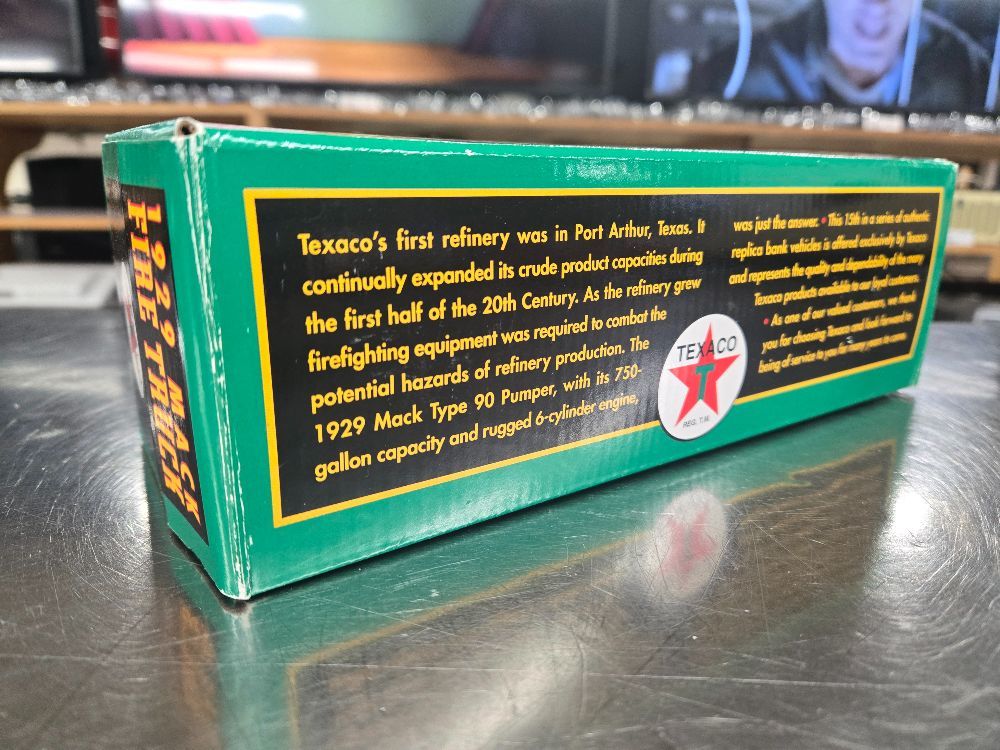 1929 MACK
FIRE TRUCK
Texaco's first refinery was in Port Arthur, Texas. It
continually expanded its crude product capacities during
the first half of the 20th Century. As the refinery grew
firefighting equipment was required to combat the
potential hazards of refinery production. The
1929 Mack Type 90 Pumper, with its 750-
gallon capacity and rugged 6-cylinder engine,
was just the answer. • This 15th in a series of authentic
replica bank vehicles is offered exclusively by Texaco
and represents the quality and dependability of the many
Texaco products available to our loyal customers.
• As one of our valued customers, we thank
you for choosing Texaco and look forward to
being of service to you for many years to come.
TEXACO
T
REG. T.M.